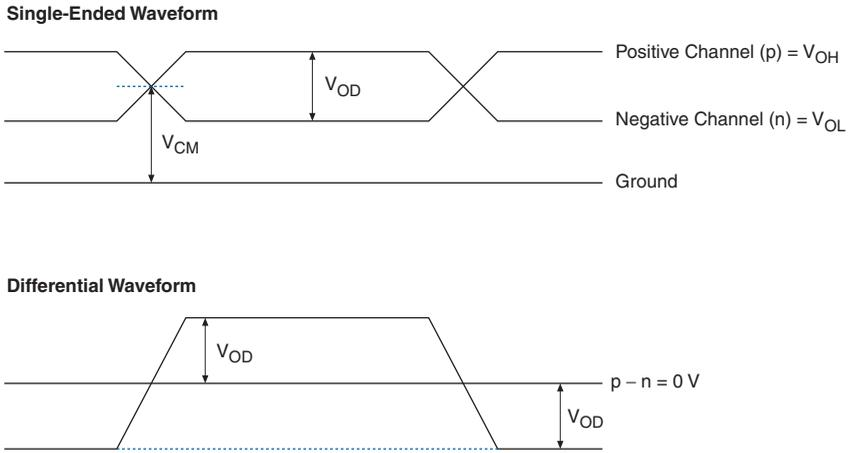 Single-Ended Waveform
Positive Channel (p) = VOH
VOD
Negative Channel (n) = VOL
VCM
Ground
Differential Waveform
VOD
p – n = 0 V
VOD